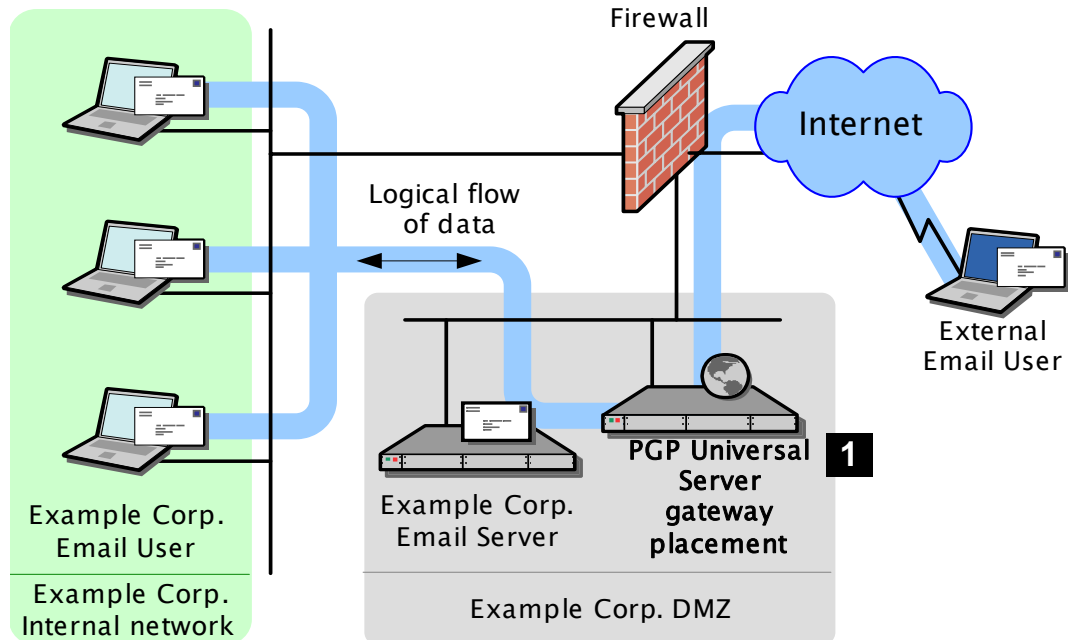 Firewall
Internet
Logical flow
of data
External
Email User
PGP Universal
Server
gateway
placement
1
Example Corp.
Email Server
Example Corp.
Email User
Example Corp.
Internal network
Example Corp. DMZ